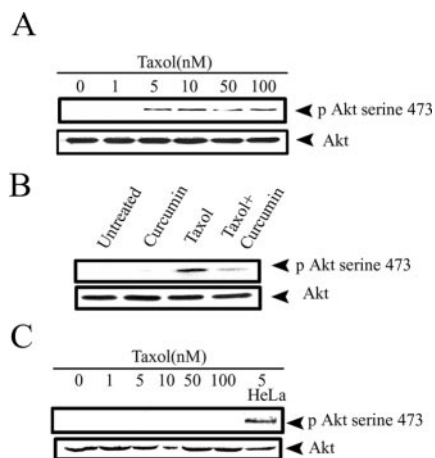 A
Taxol(nM)
0 1 5 10 50 100
p Akt serine 473
Akt
B
Untreated
Curcumin
Taxol
Taxol+
Curcumin
p Akt serine 473
Akt
C
Taxol(nM)
0 1 5 10 50 100 5
HeLa
p Akt serine 473
Akt